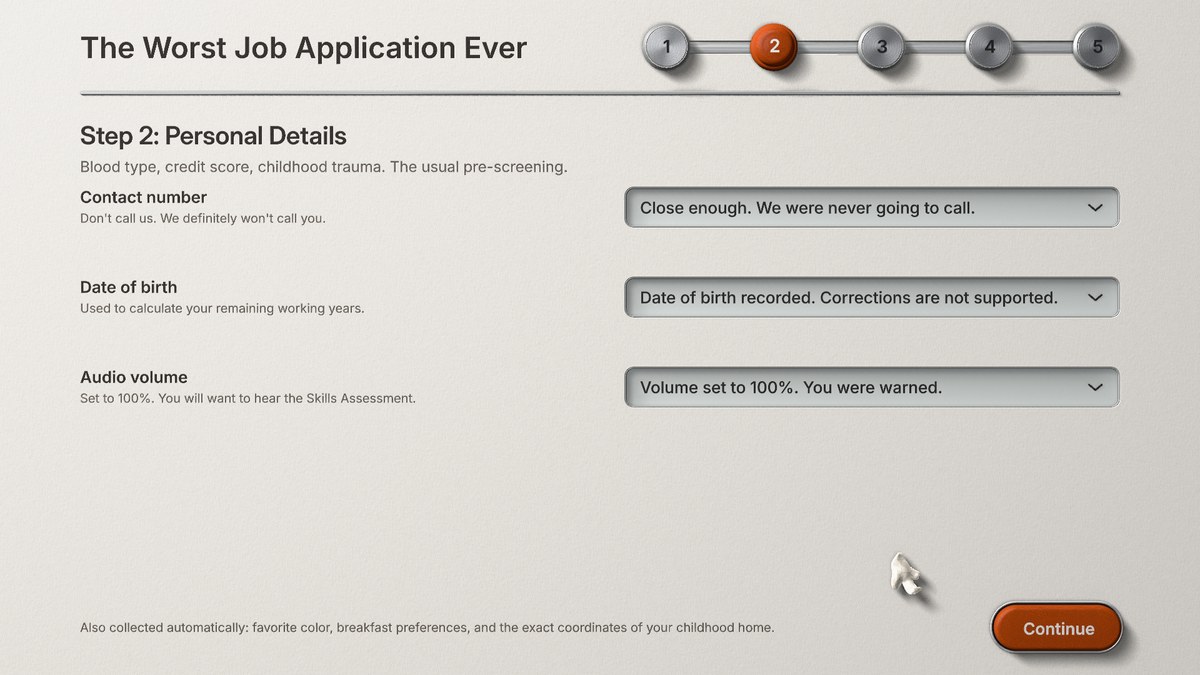 The Worst Job Application Ever
1 2 3 4 5
Step 2: Personal Details
Blood type, credit score, childhood trauma. The usual pre-screening.
Contact number
Don't call us. We definitely won't call you.
Close enough. We were never going to call.
Date of birth
Used to calculate your remaining working years.
Date of birth recorded. Corrections are not supported.
Audio volume
Set to 100%. You will want to hear the Skills Assessment.
Volume set to 100%. You were warned.
Also collected automatically: favorite color, breakfast preferences, and the exact coordinates of your childhood home.
Continue